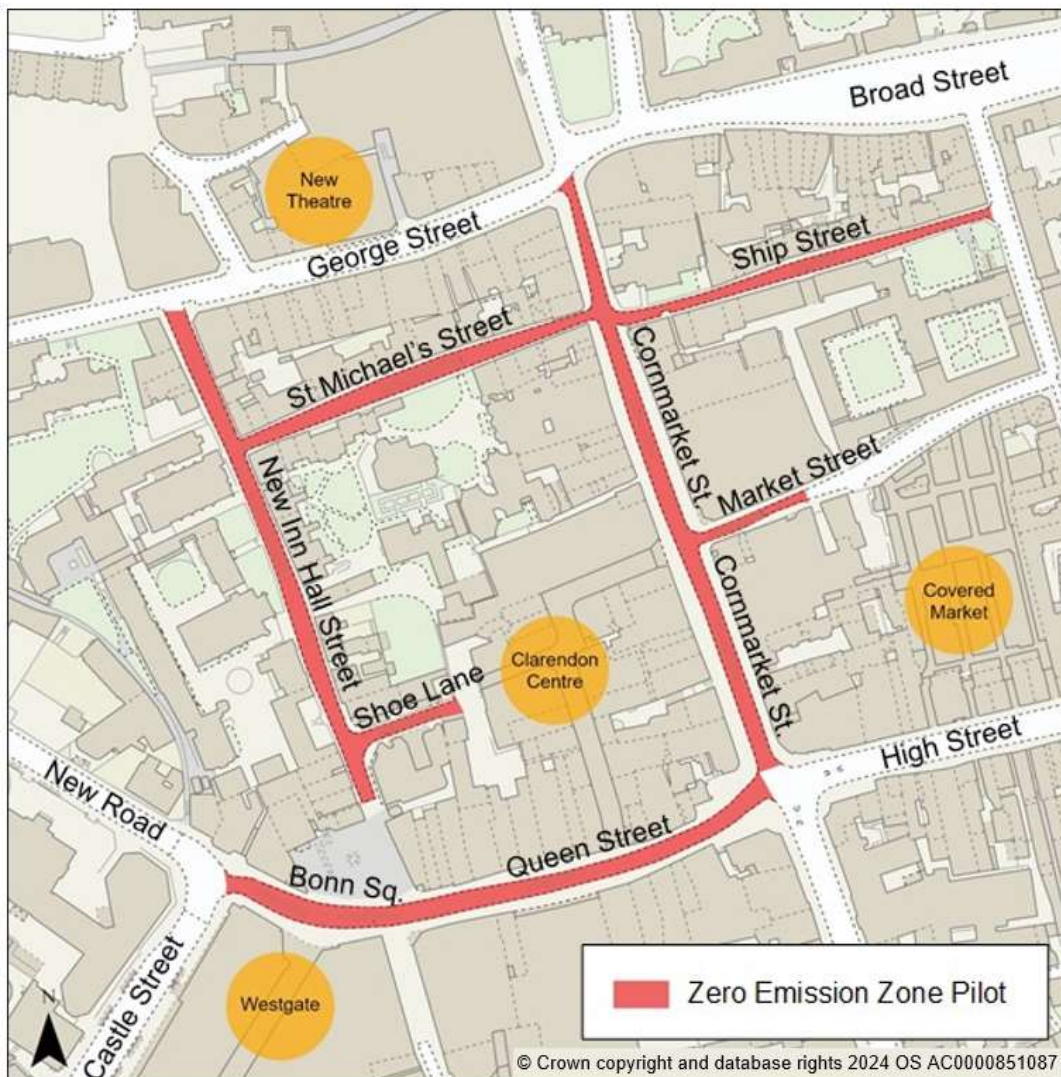 Broad Street
New
Theatre
George Street
Ship Street
St Michael's Street
Cornmarket St.
Market Street
New Inn Hall Street
Covered
Market
Cornmarket St.
Clarendon
Centre
Shoe Lane
High Street
New Road
Queen Street
Bonn Sq.
Castle Street
Westgate
N
Zero Emission Zone Pilot
© Crown copyright and database rights 2024 OS AC0000851087